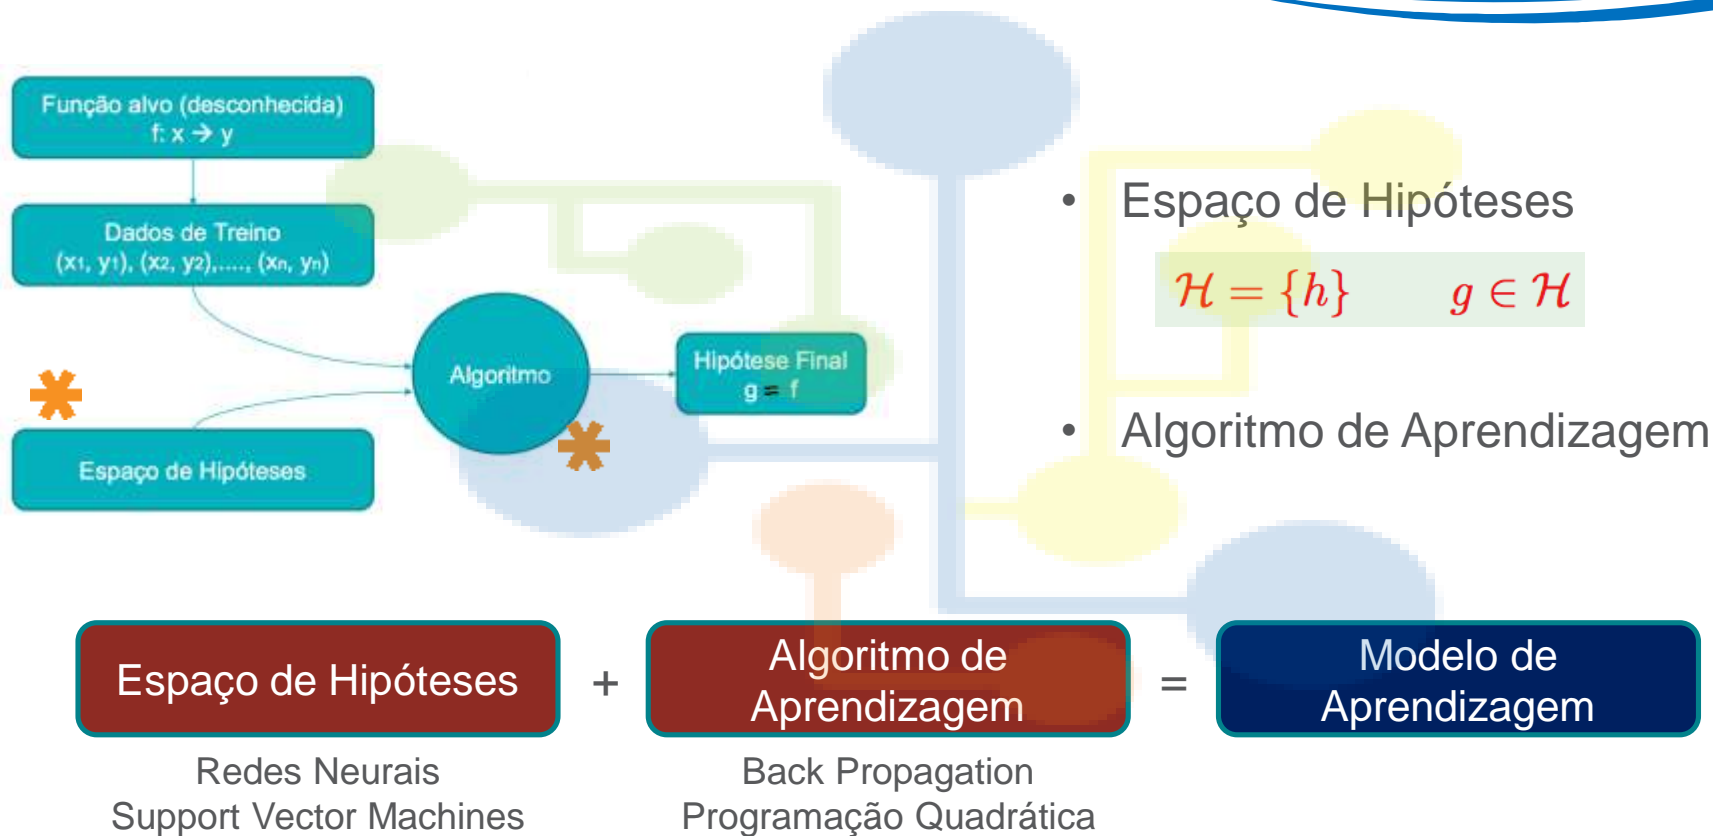 Função alvo (desconhecida)
f: x → y
Dados de Treino
(x1, y1), (x2, y2),...., (xn, yn)
Algoritmo
Hipótese Final
g = f
Espaço de Hipóteses
• Espaço de Hipóteses
ℋ = {h} g ∈ ℋ
• Algoritmo de Aprendizagem
Espaço de Hipóteses + Algoritmo de Aprendizagem = Modelo de Aprendizagem
Redes Neurais
Support Vector Machines
Back Propagation
Programação Quadrática